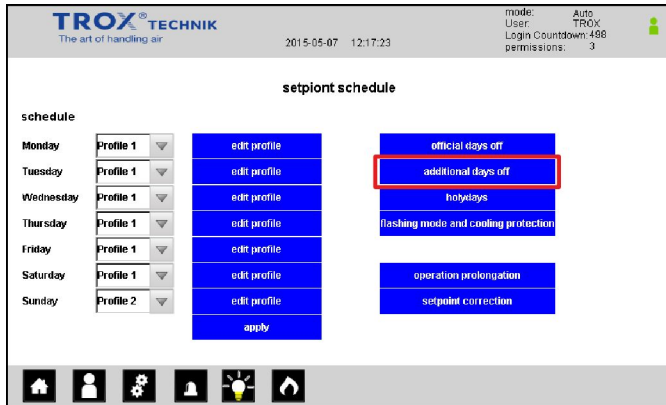 TROX® TECHNIK
The art of handling air
2015-05-07 12:17:23
mode: Auto
User: TROX
Login Countdown: 498
permissions: 3
setpiont schedule
schedule
Monday Profile 1 edit profile official days off
Tuesday Profile 1 edit profile additional days off
Wednesday Profile 1 edit profile holydays
Thursday Profile 1 edit profile flashing mode and cooling protection
Friday Profile 1 edit profile
Saturday Profile 1 edit profile operation prolongation
Sunday Profile 2 edit profile setpoint correction
apply